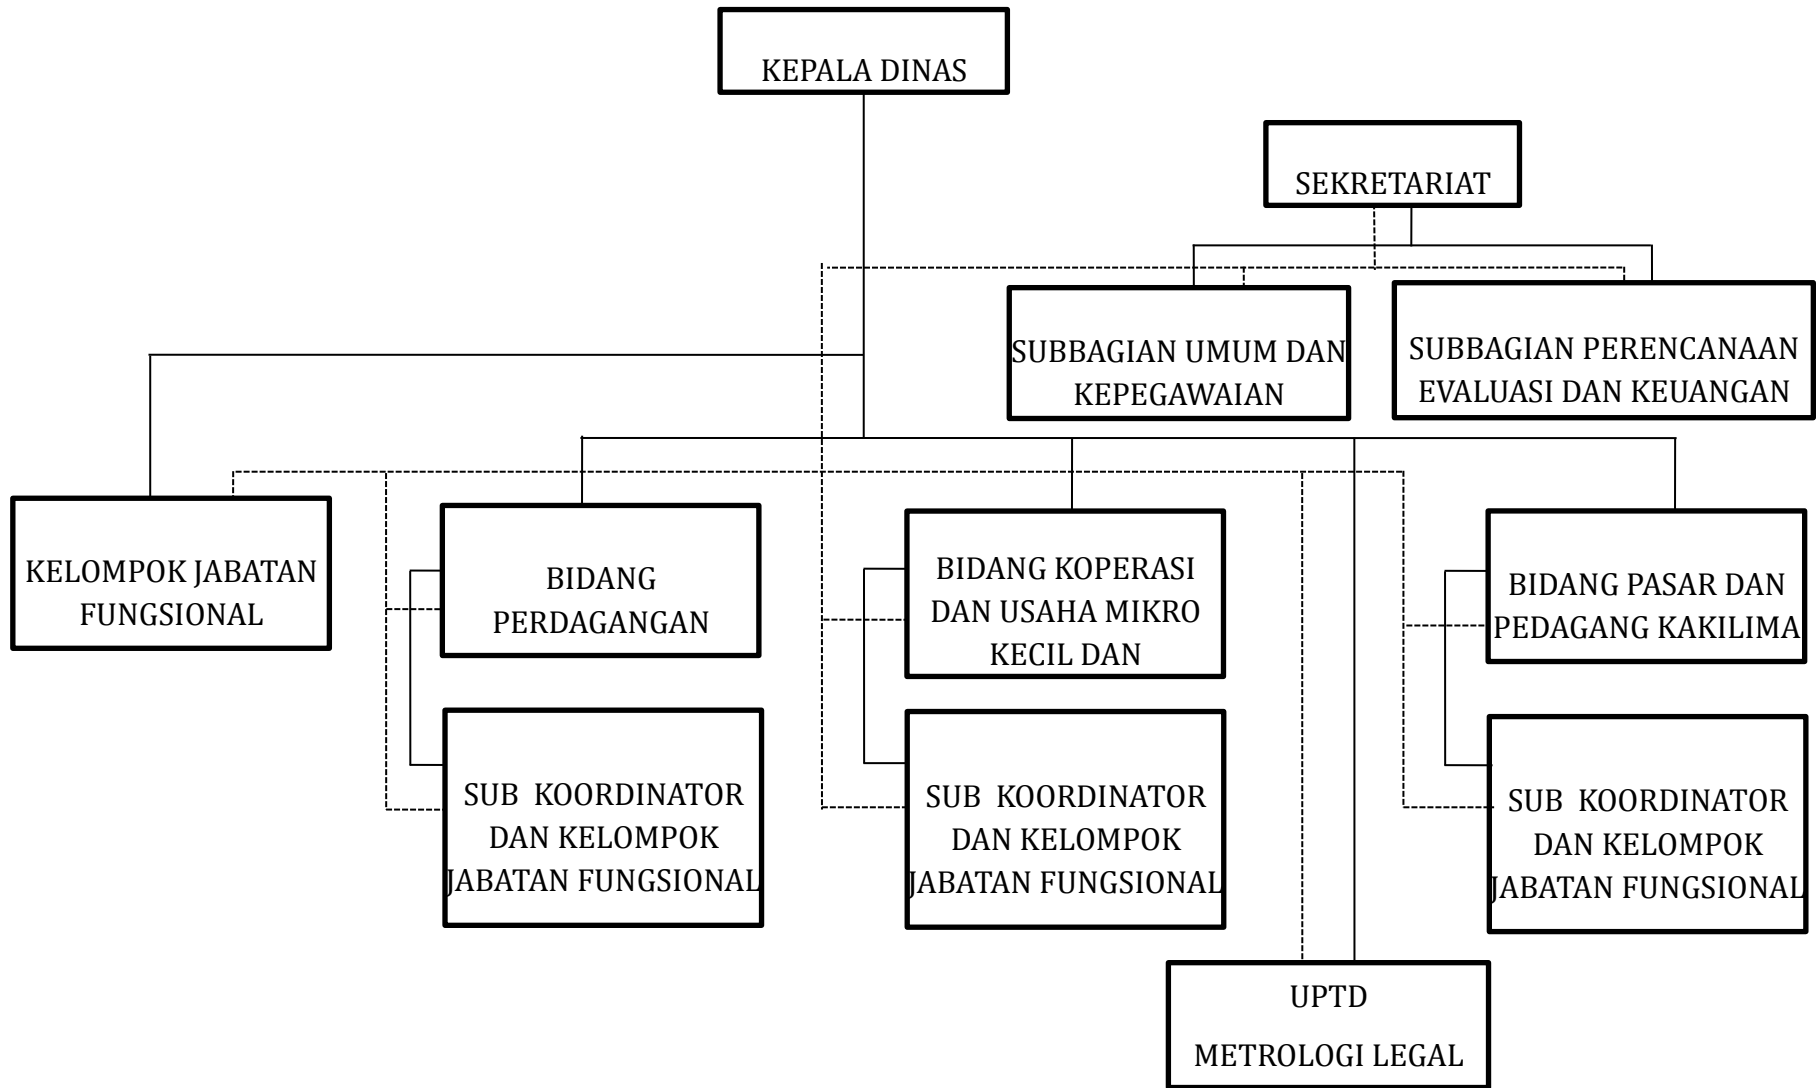 KEPALA DINAS
SEKRETARIAT
SUBBAGIAN UMUM DAN
KEPEGAWAIAN
SUBBAGIAN PERENCANAAN
EVALUASI DAN KEUANGAN
KELOMPOK JABATAN
FUNGSIONAL
BIDANG
PERDAGANGAN
BIDANG KOPERASI
DAN USAHA MIKRO
KECIL DAN
BIDANG PASAR DAN
PEDAGANG KAKILIMA
SUB  KOORDINATOR
DAN KELOMPOK
JABATAN FUNGSIONAL
SUB  KOORDINATOR
DAN KELOMPOK
JABATAN FUNGSIONAL
SUB  KOORDINATOR
DAN KELOMPOK
JABATAN FUNGSIONAL
UPTD
METROLOGI LEGAL